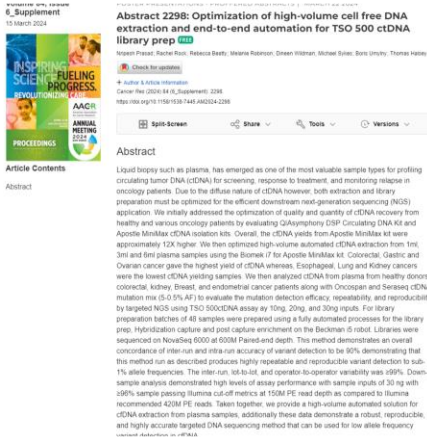 6_Supplement
15 March 2024
INSPIRING
SCIENCE
FUELING
PROGRESS.
REVOLUTIONIZING
AACR
ANNUAL
MEETING
2024
PROCEEDINGS
Article Contents
Abstract
Abstract 2298: Optimization of high-volume cell free DNA
extraction and end-to-end automation for TSO 500 ctDNA
library prep FREE
Check for updates
+ Author & Article Information
Cancer Res (2024) 84 (6_Supplement): 2298.
https://doi.org/10.1158/1538-7445.AM2024-2298
Split-Screen Share Tools Versions
Abstract
Liquid biopsy such as plasma, has emerged as one of the most valuable sample types for profiling
circulating tumor DNA (ctDNA) for screening, response to treatment, and monitoring relapse in
oncology patients. Due to the diffuse nature of ctDNA however, both extraction and library
preparation must be optimized for the efficient downstream next-generation sequencing (NGS)
application. We initially addressed the optimization of quality and quantity of cfDNA recovery from
healthy and various oncology patients by evaluating QIAsymphony DSP Circulating DNA Kit and
Apostle MiniMax cfDNA isolation kits. Overall, the cfDNA yields from Apostle MiniMax kit were
approximately 12X higher. We then optimized high-volume automated cfDNA extraction from 1ml,
3ml and 6ml plasma samples using the Biomek i7 for Apostle MiniMax kit. Colorectal, Gastric and
Ovarian cancer gave the highest yield of cfDNA whereas, Esophageal, Lung and Kidney cancers
were the lowest cfDNA yielding samples. We then analyzed cfDNA from plasma from healthy donors,
colorectal, kidney, Breast, and endometrial cancer patients along with Oncospan and Seraseq ctDNA
mutation mix (5-0.5% AF) to evaluate the mutation detection efficacy, repeatability, and reproducibility
by targeted NGS using TSO 500ctDNA assay ay 10ng, 20ng, and 30ng inputs. For library
preparation batches of 48 samples were prepared using a fully automated processes for the library
prep, Hybridization capture and post capture enrichment on the Beckman i5 robot. Libraries were
sequenced on NovaSeq 6000 at 600M Paired-end depth. This method demonstrates an overall
concordance of inter-run and intra-run accuracy of variant detection to be 90% demonstrating that
this method run as described produces highly repeatable and reproducible variant detection to sub-
1% allele frequencies. The inter-run, lot-to-lot, and operator-to-operator variability was ≥99%. Down-
sample analysis demonstrated high levels of assay performance with sample inputs of 30 ng with
≥96% sample passing Illumina cut-off metrics at 150M PE read depth as compared to Illumina
recommended 420M PE reads. Taken together, we provide a high-volume automated solution for
cfDNA extraction from plasma samples, additionally these data demonstrate a robust, reproducible,
and highly accurate targeted DNA sequencing method that can be used for low allele frequency
variant detection in cfDNA.